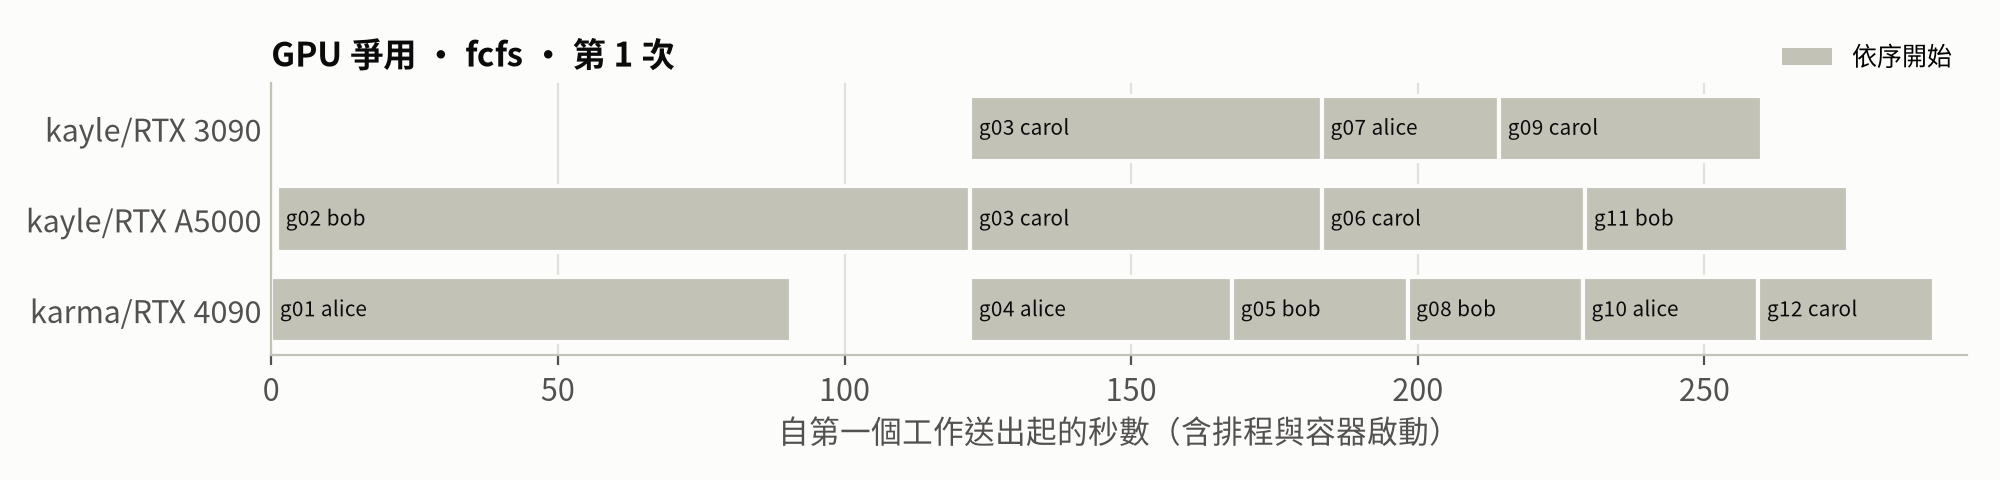 GPU 爭用 · fcfs · 第 1 次
依序開始
kayle/RTX 3090
g03 carol
g07 alice
g09 carol
kayle/RTX A5000
g02 bob
g03 carol
g06 carol
g11 bob
karma/RTX 4090
g01 alice
g04 alice
g05 bob
g08 bob
g10 alice
g12 carol
0 50 100 150 200 250
自第一個工作送出起的秒數（含排程與容器啟動）